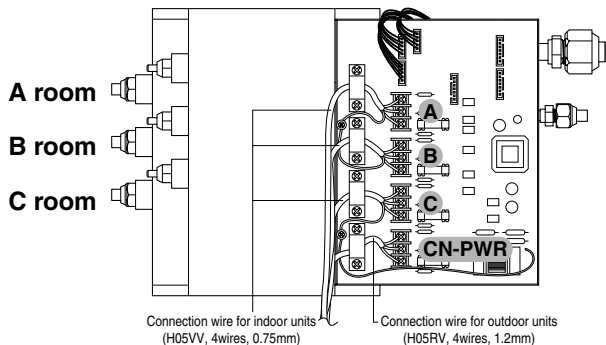 A room
B room
C room
A
B
C
CN-PWR
Connection wire for indoor units
(H05VV, 4wires, 0.75mm)
Connection wire for outdoor units
(H05RV, 4wires, 1.2mm)